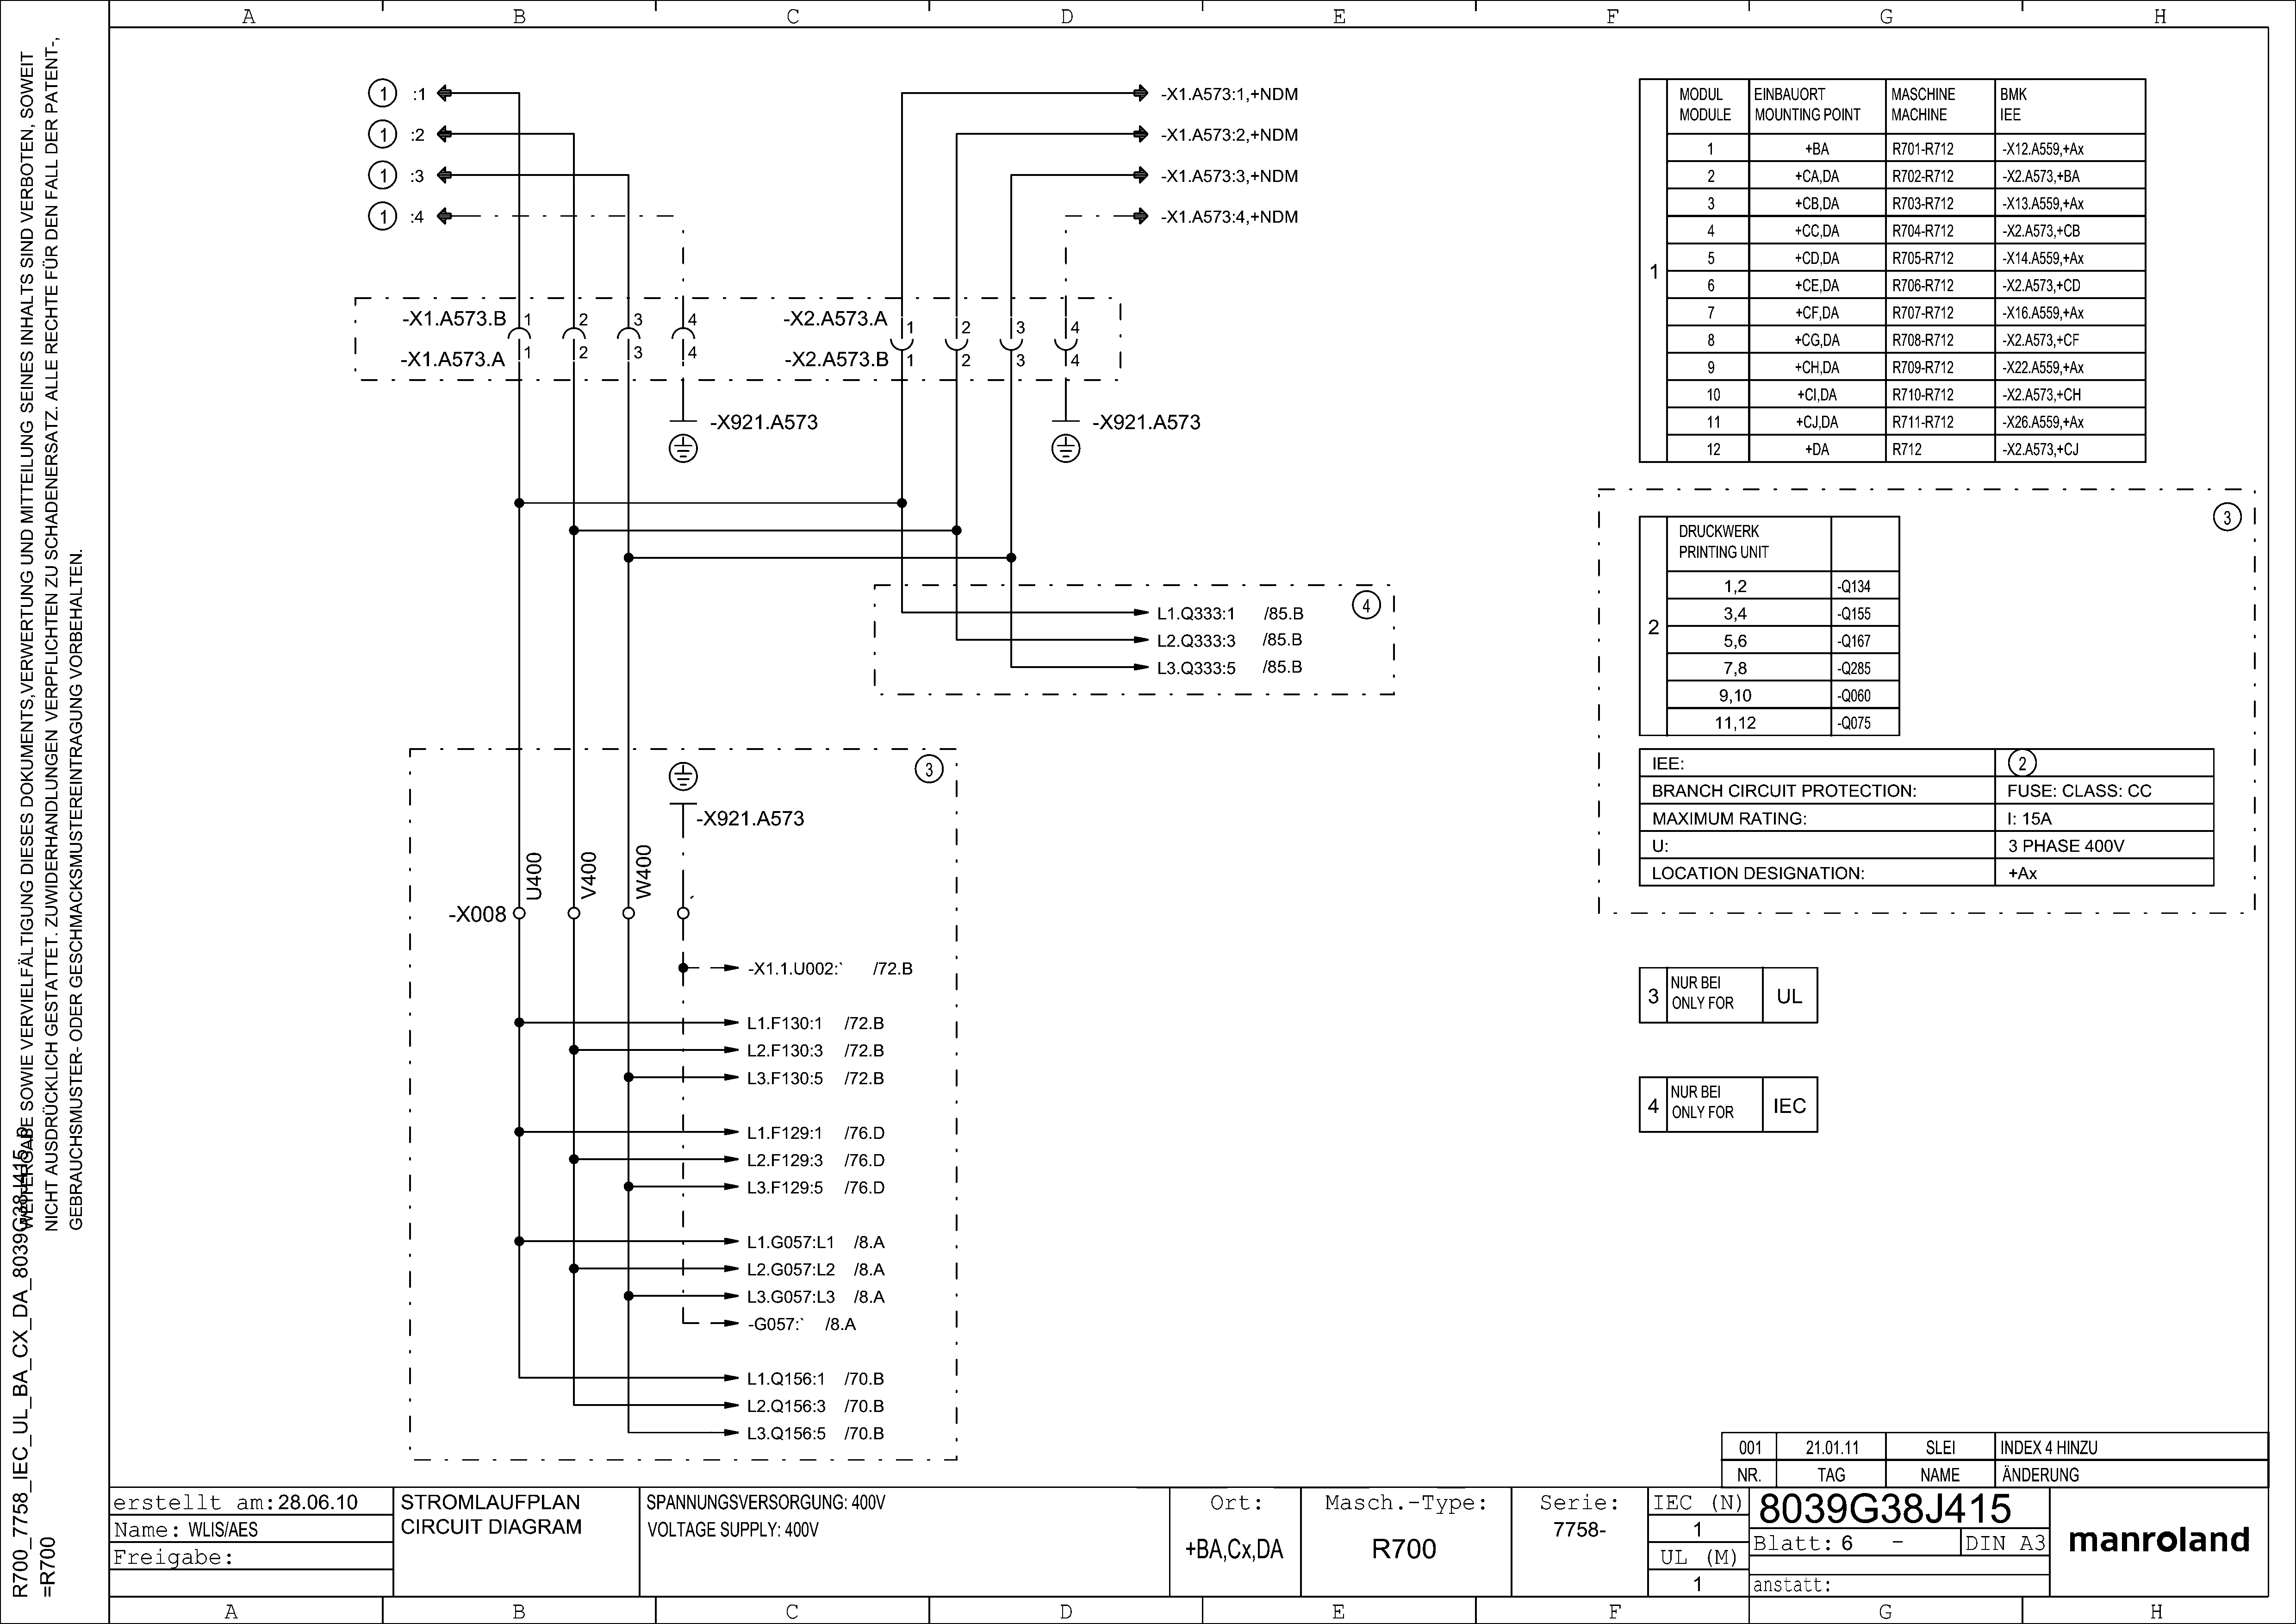 A B C D E F G H
WEITERGABE SOWIE VERVIELFÄLTIGUNG DIESES DOKUMENTS,VERWERTUNG UND MITTEILUNG SEINES INHALTS SIND VERBOTEN, SOWEIT
NICHT AUSDRÜCKLICH GESTATTET. ZUWIDERHANDLUNGEN VERPFLICHTEN ZU SCHADENERSATZ. ALLE RECHTE FÜR DEN FALL DER PATENT-,
GEBRAUCHSMUSTER- ODER GESCHMACKSMUSTEREINTRAGUNG VORBEHALTEN.
R700_7758_IEC_UL_BA_CX_DA_8039G38J415.p
=R700
1 :1
1 :2
1 :3
1 :4
-X1.A573:1,+NDM
-X1.A573:2,+NDM
-X1.A573:3,+NDM
-X1.A573:4,+NDM
-X1.A573.B 1 2 3 4
-X1.A573.A 1 2 3 4
-X2.A573.A 1 2 3 4
-X2.A573.B 1 2 3 4
-X921.A573
-X921.A573
4
L1.Q333:1 /85.B
L2.Q333:3 /85.B
L3.Q333:5 /85.B
3
-X921.A573
U400 V400 W400
-X008
-X1.1.U002:` /72.B
L1.F130:1 /72.B
L2.F130:3 /72.B
L3.F130:5 /72.B
L1.F129:1 /76.D
L2.F129:3 /76.D
L3.F129:5 /76.D
L1.G057:L1 /8.A
L2.G057:L2 /8.A
L3.G057:L3 /8.A
-G057:` /8.A
L1.Q156:1 /70.B
L2.Q156:3 /70.B
L3.Q156:5 /70.B
1
MODUL EINBAUORT MASCHINE BMK
MODULE MOUNTING POINT MACHINE IEE
1 +BA R701-R712 -X12.A559,+Ax
2 +CA,DA R702-R712 -X2.A573,+BA
3 +CB,DA R703-R712 -X13.A559,+Ax
4 +CC,DA R704-R712 -X2.A573,+CB
5 +CD,DA R705-R712 -X14.A559,+Ax
6 +CE,DA R706-R712 -X2.A573,+CD
7 +CF,DA R707-R712 -X16.A559,+Ax
8 +CG,DA R708-R712 -X2.A573,+CF
9 +CH,DA R709-R712 -X22.A559,+Ax
10 +CI,DA R710-R712 -X2.A573,+CH
11 +CJ,DA R711-R712 -X26.A559,+Ax
12 +DA R712 -X2.A573,+CJ
3
2
DRUCKWERK
PRINTING UNIT
1,2 -Q134
3,4 -Q155
5,6 -Q167
7,8 -Q285
9,10 -Q060
11,12 -Q075
IEE: 2
BRANCH CIRCUIT PROTECTION: FUSE: CLASS: CC
MAXIMUM RATING: I: 15A
U: 3 PHASE 400V
LOCATION DESIGNATION: +Ax
3 NUR BEI
ONLY FOR UL
4 NUR BEI
ONLY FOR IEC
001 21.01.11 SLEI INDEX 4 HINZU
NR. TAG NAME ÄNDERUNG
erstellt am: 28.06.10
Name: WLIS/AES
Freigabe:
STROMLAUFPLAN
CIRCUIT DIAGRAM
SPANNUNGSVERSORGUNG: 400V
VOLTAGE SUPPLY: 400V
Ort:
+BA,Cx,DA
Masch.-Type:
R700
Serie:
7758-
IEC (N)
1
UL (M)
1
8039G38J415
Blatt: 6 - DIN A3
anstatt:
manroland
A B C D E F G H